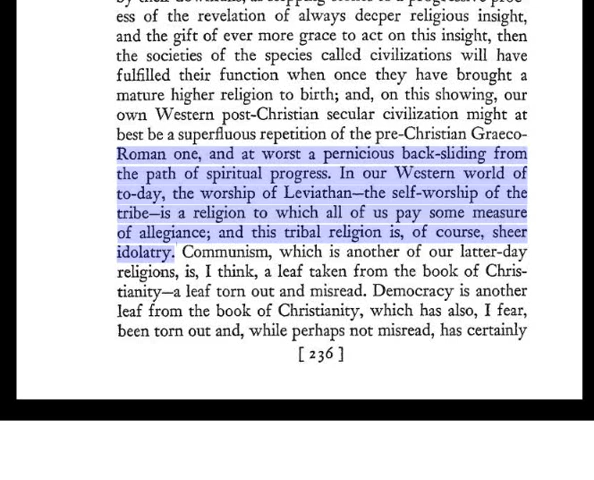 ess of the revelation of always deeper religious insight,
and the gift of ever more grace to act on this insight, then
the societies of the species called civilizations will have
fulfilled their function when once they have brought a
mature higher religion to birth; and, on this showing, our
own Western post-Christian secular civilization might at
best be a superfluous repetition of the pre-Christian Graeco-
Roman one, and at worst a pernicious back-sliding from
the path of spiritual progress. In our Western world of
to-day, the worship of Leviathan—the self-worship of the
tribe—is a religion to which all of us pay some measure
of allegiance; and this tribal religion is, of course, sheer
idolatry. Communism, which is another of our latter-day
religions, is, I think, a leaf taken from the book of Chris-
tianity—a leaf torn out and misread. Democracy is another
leaf from the book of Christianity, which has also, I fear,
been torn out and, while perhaps not misread, has certainly
[ 236 ]